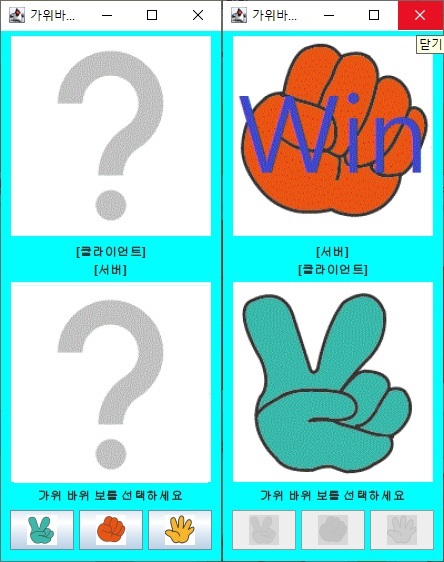 가위바...
[클라이언트]
[서버]
가위 바위 보를 선택하세요
가위바...
닫기
Win
[서버]
[클라이언트]
가위 바위 보를 선택하세요